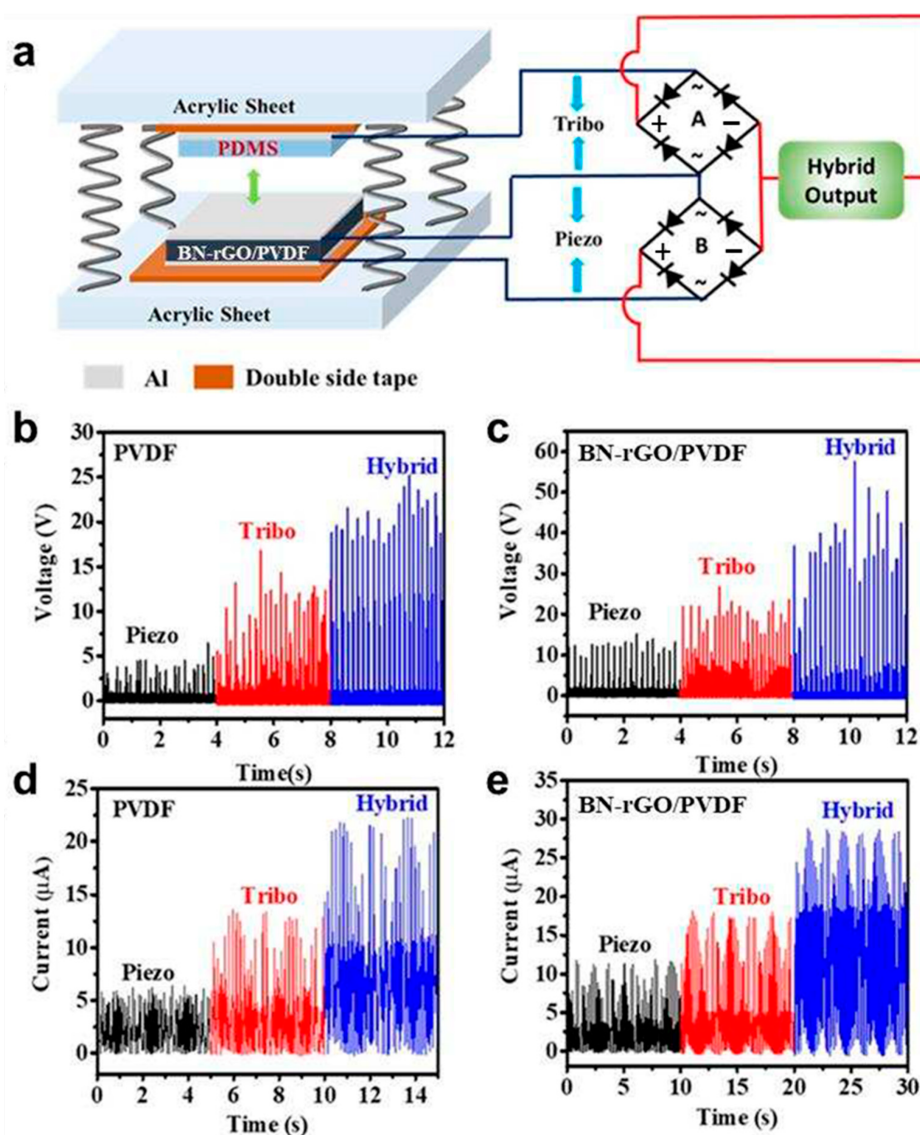 a
Acrylic Sheet
PDMS
BN-rGO/PVDF
Acrylic Sheet
Al
Double side tape
Tribo
Piezo
~
+
A
−
~
~
+
B
−
~
Hybrid
Output
b
PVDF
Hybrid
Tribo
Piezo
Voltage (V)
30
25
20
15
10
5
0
0 2 4 6 8 10 12
Time(s)
c
BN-rGO/PVDF
Hybrid
Tribo
Piezo
Voltage (V)
60
50
40
30
20
10
0
0 2 4 6 8 10 12
Time (s)
d
PVDF
Hybrid
Tribo
Piezo
Current (μA)
25
20
15
10
5
0
0 2 4 6 8 10 12 14
Time (s)
e
BN-rGO/PVDF
Hybrid
Tribo
Piezo
Current (μA)
35
30
25
20
15
10
5
0
0 5 10 15 20 25 30
Time (s)